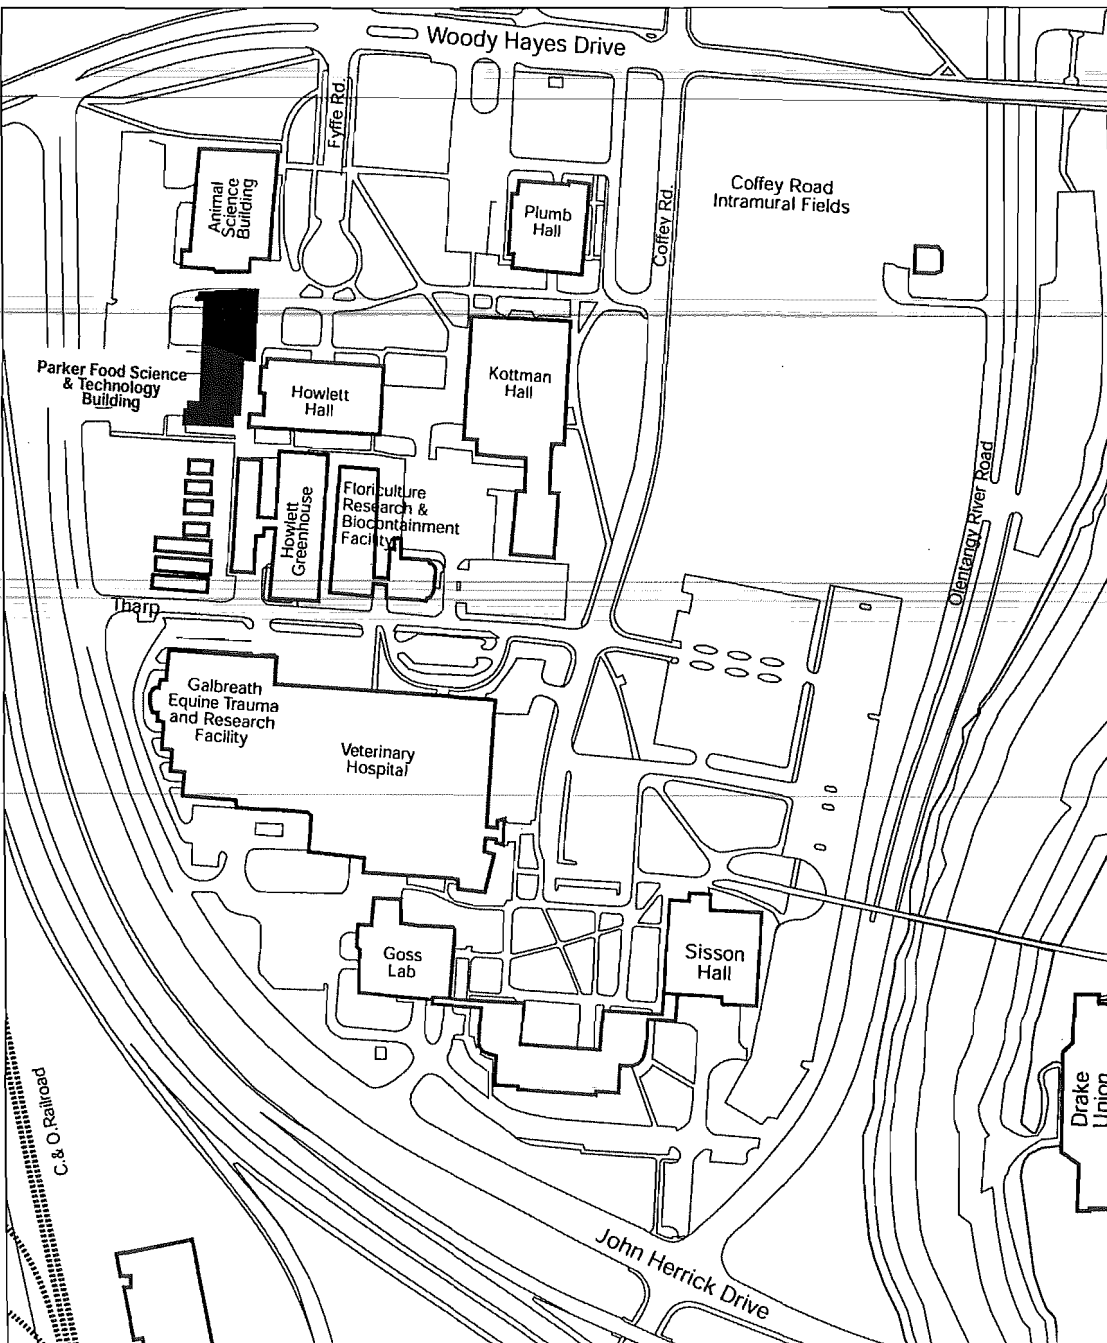 Woody Hayes Drive
Fyffe Rd.
Animal
Science
Building
Plumb
Hall
Coffey Rd.
Coffey Road
Intramural Fields
Parker Food Science
& Technology
Building
Howlett
Hall
Kottman
Hall
Howlett
Greenhouse
Floriculture
Research &
Biocontainment
Facility
Olentangy River Road
Tharp
Galbreath
Equine Trauma
and Research
Facility
Veterinary
Hospital
Goss
Lab
Sisson
Hall
Drake
Union
C. & O. Railroad
John Herrick Drive